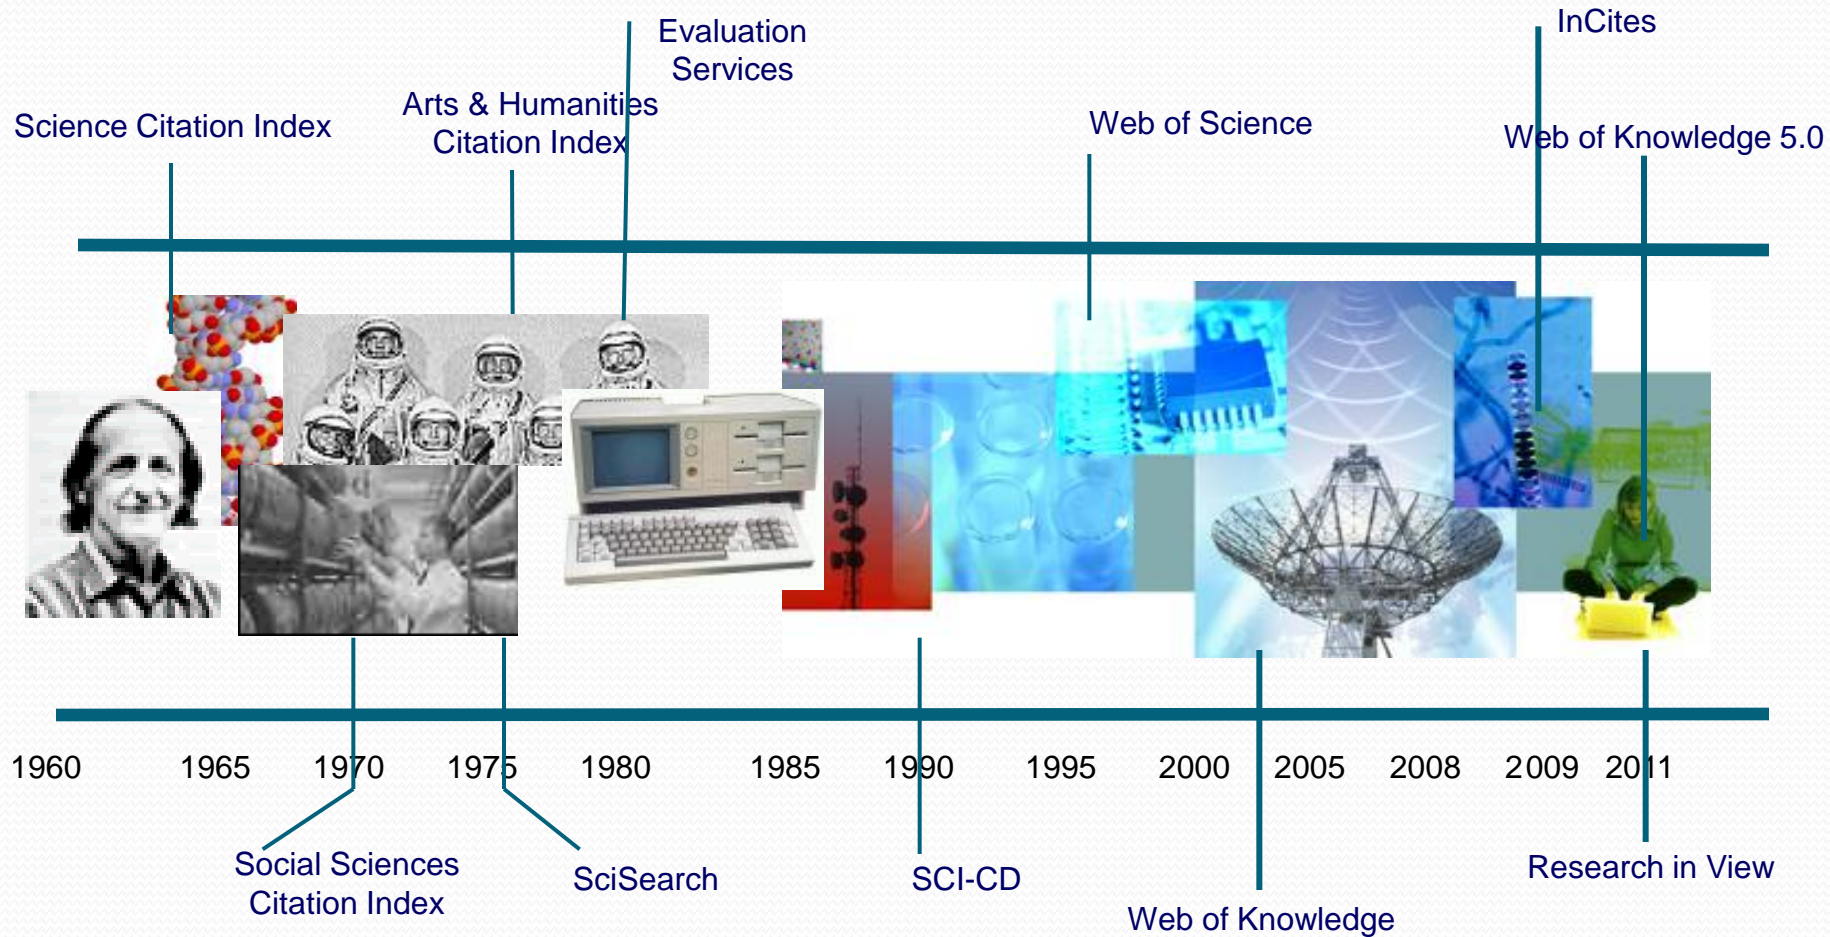 Evaluation
Services
InCites
Arts & Humanities
Citation Index
Science Citation Index
Web of Science
Web of Knowledge 5.0
1960 1965 1970 1975 1980 1985 1990 1995 2000 2005 2008 2009 2011
Social Sciences
Citation Index
SciSearch
SCI-CD
Research in View
Web of Knowledge